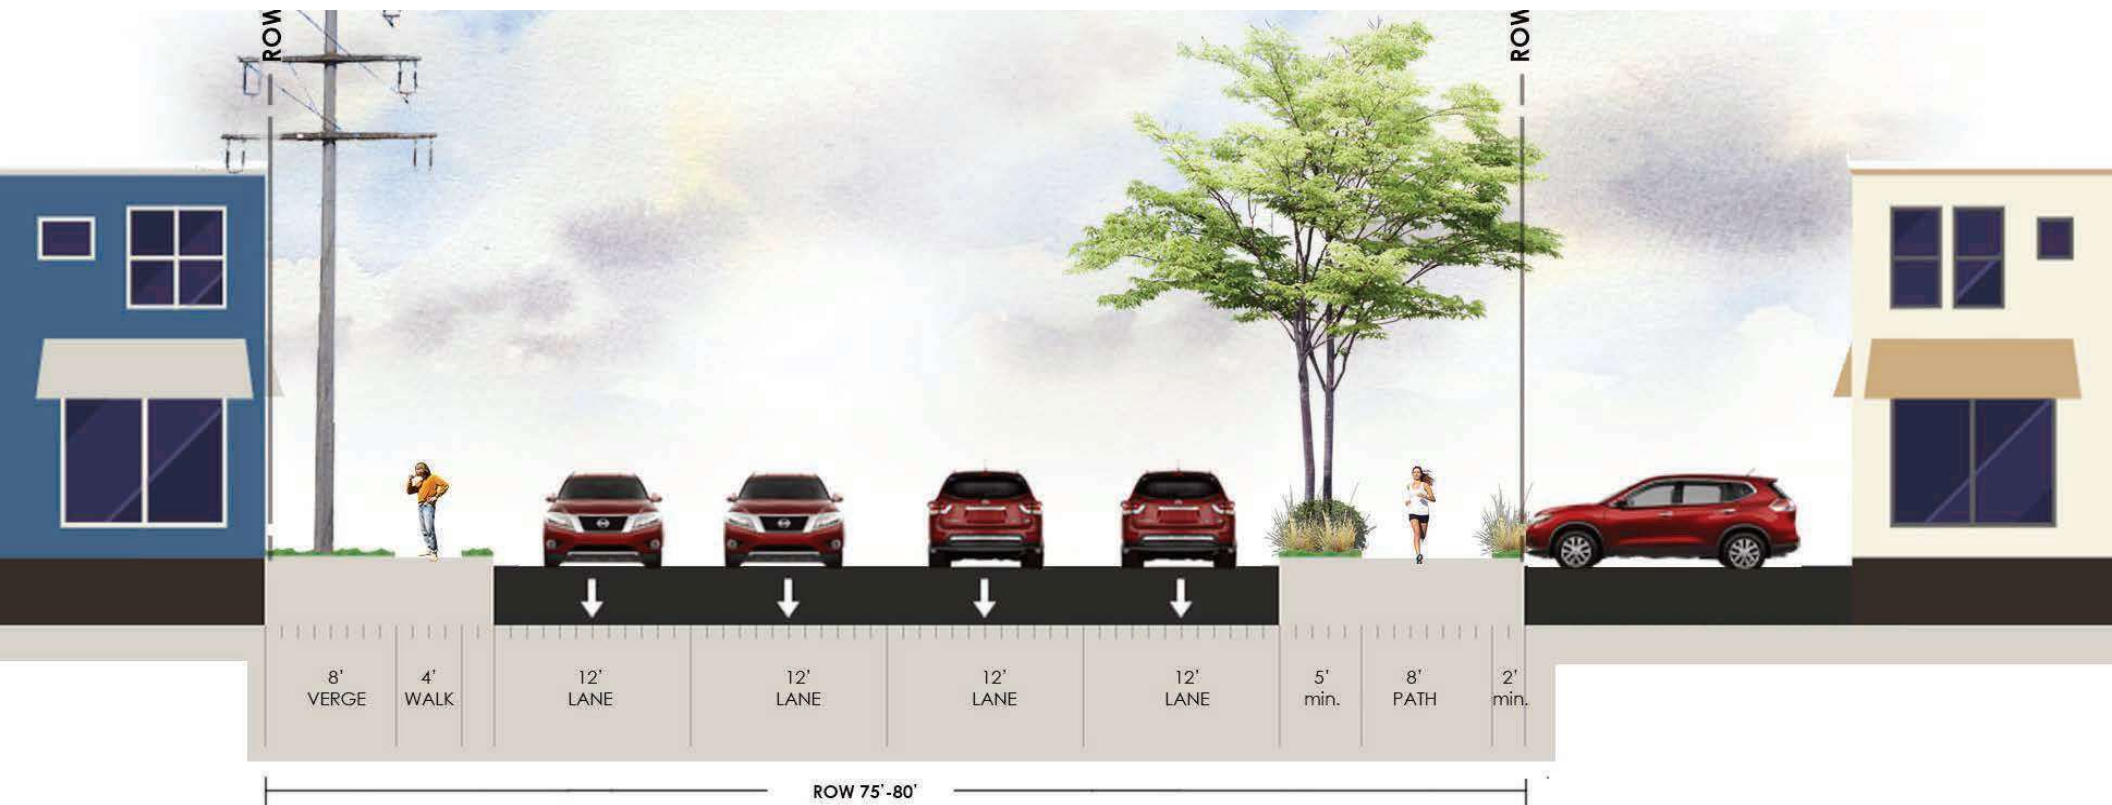 ROW
ROW
8’
VERGE
4’
WALK
12’
LANE
12’
LANE
12’
LANE
12’
LANE
5’
min.
8’
PATH
2’
min.
ROW 75’-80’